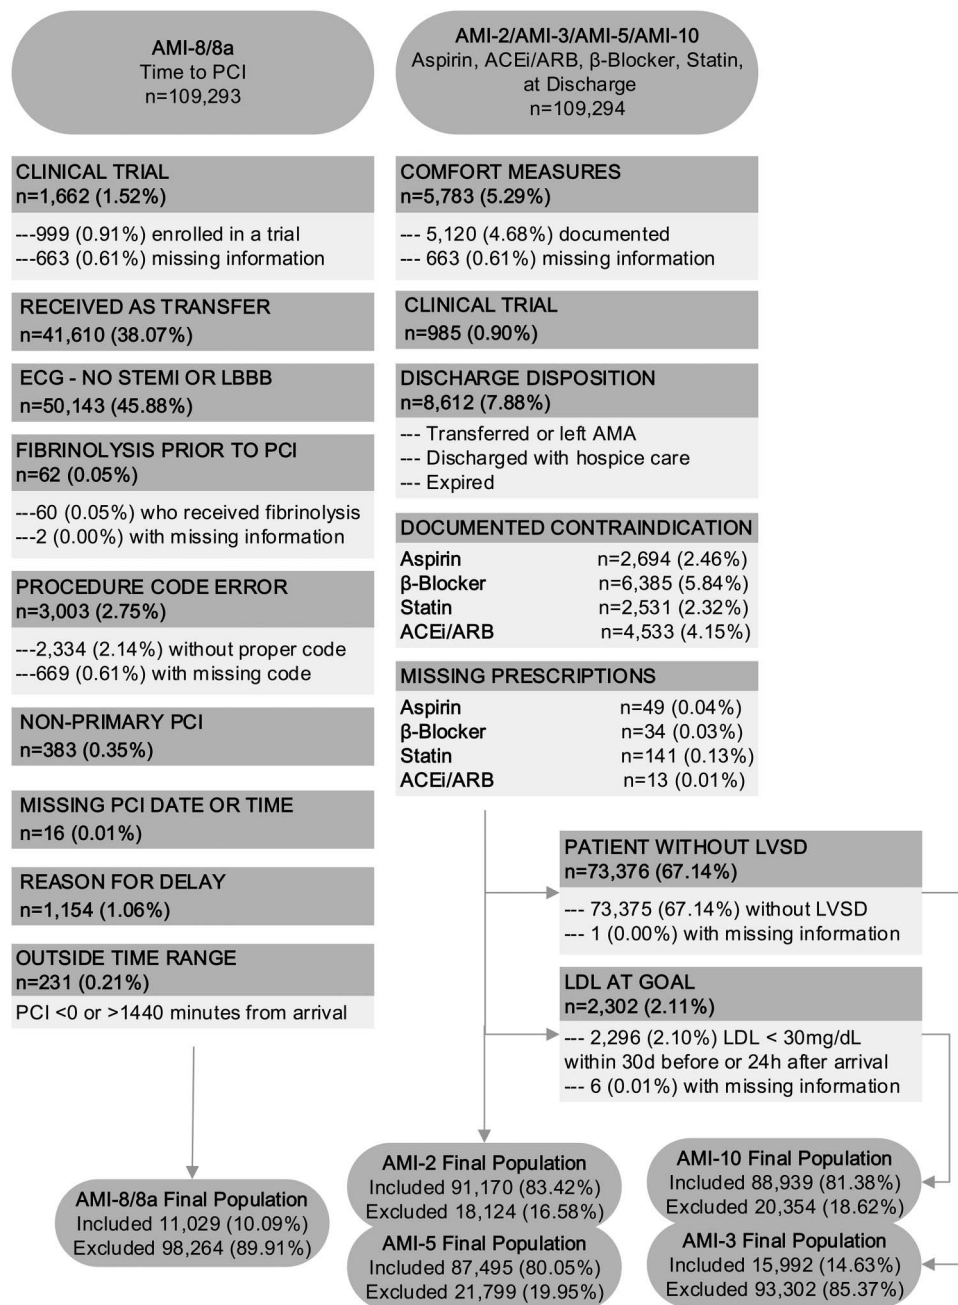 AMI-8/8a
Time to PCI
n=109,293
AMI-2/AMI-3/AMI-5/AMI-10
Aspirin, ACEi/ARB, β-Blocker, Statin,
at Discharge
n=109,294
CLINICAL TRIAL
n=1,662 (1.52%)
---999 (0.91%) enrolled in a trial
---663 (0.61%) missing information
RECEIVED AS TRANSFER
n=41,610 (38.07%)
ECG - NO STEMI OR LBBB
n=50,143 (45.88%)
FIBRINOLYSIS PRIOR TO PCI
n=62 (0.05%)
---60 (0.05%) who received fibrinolysis
---2 (0.00%) with missing information
PROCEDURE CODE ERROR
n=3,003 (2.75%)
---2,334 (2.14%) without proper code
---669 (0.61%) with missing code
NON-PRIMARY PCI
n=383 (0.35%)
MISSING PCI DATE OR TIME
n=16 (0.01%)
REASON FOR DELAY
n=1,154 (1.06%)
OUTSIDE TIME RANGE
n=231 (0.21%)
PCI <0 or >1440 minutes from arrival
COMFORT MEASURES
n=5,783 (5.29%)
--- 5,120 (4.68%) documented
--- 663 (0.61%) missing information
CLINICAL TRIAL
n=985 (0.90%)
DISCHARGE DISPOSITION
n=8,612 (7.88%)
--- Transferred or left AMA
--- Discharged with hospice care
--- Expired
DOCUMENTED CONTRAINDICATION
Aspirin n=2,694 (2.46%)
β-Blocker n=6,385 (5.84%)
Statin n=2,531 (2.32%)
ACEi/ARB n=4,533 (4.15%)
MISSING PRESCRIPTIONS
Aspirin n=49 (0.04%)
β-Blocker n=34 (0.03%)
Statin n=141 (0.13%)
ACEi/ARB n=13 (0.01%)
PATIENT WITHOUT LVSD
n=73,376 (67.14%)
--- 73,375 (67.14%) without LVSD
--- 1 (0.00%) with missing information
LDL AT GOAL
n=2,302 (2.11%)
--- 2,296 (2.10%) LDL < 30mg/dL
within 30d before or 24h after arrival
--- 6 (0.01%) with missing information
AMI-8/8a Final Population
Included 11,029 (10.09%)
Excluded 98,264 (89.91%)
AMI-2 Final Population
Included 91,170 (83.42%)
Excluded 18,124 (16.58%)
AMI-5 Final Population
Included 87,495 (80.05%)
Excluded 21,799 (19.95%)
AMI-10 Final Population
Included 88,939 (81.38%)
Excluded 20,354 (18.62%)
AMI-3 Final Population
Included 15,992 (14.63%)
Excluded 93,302 (85.37%)